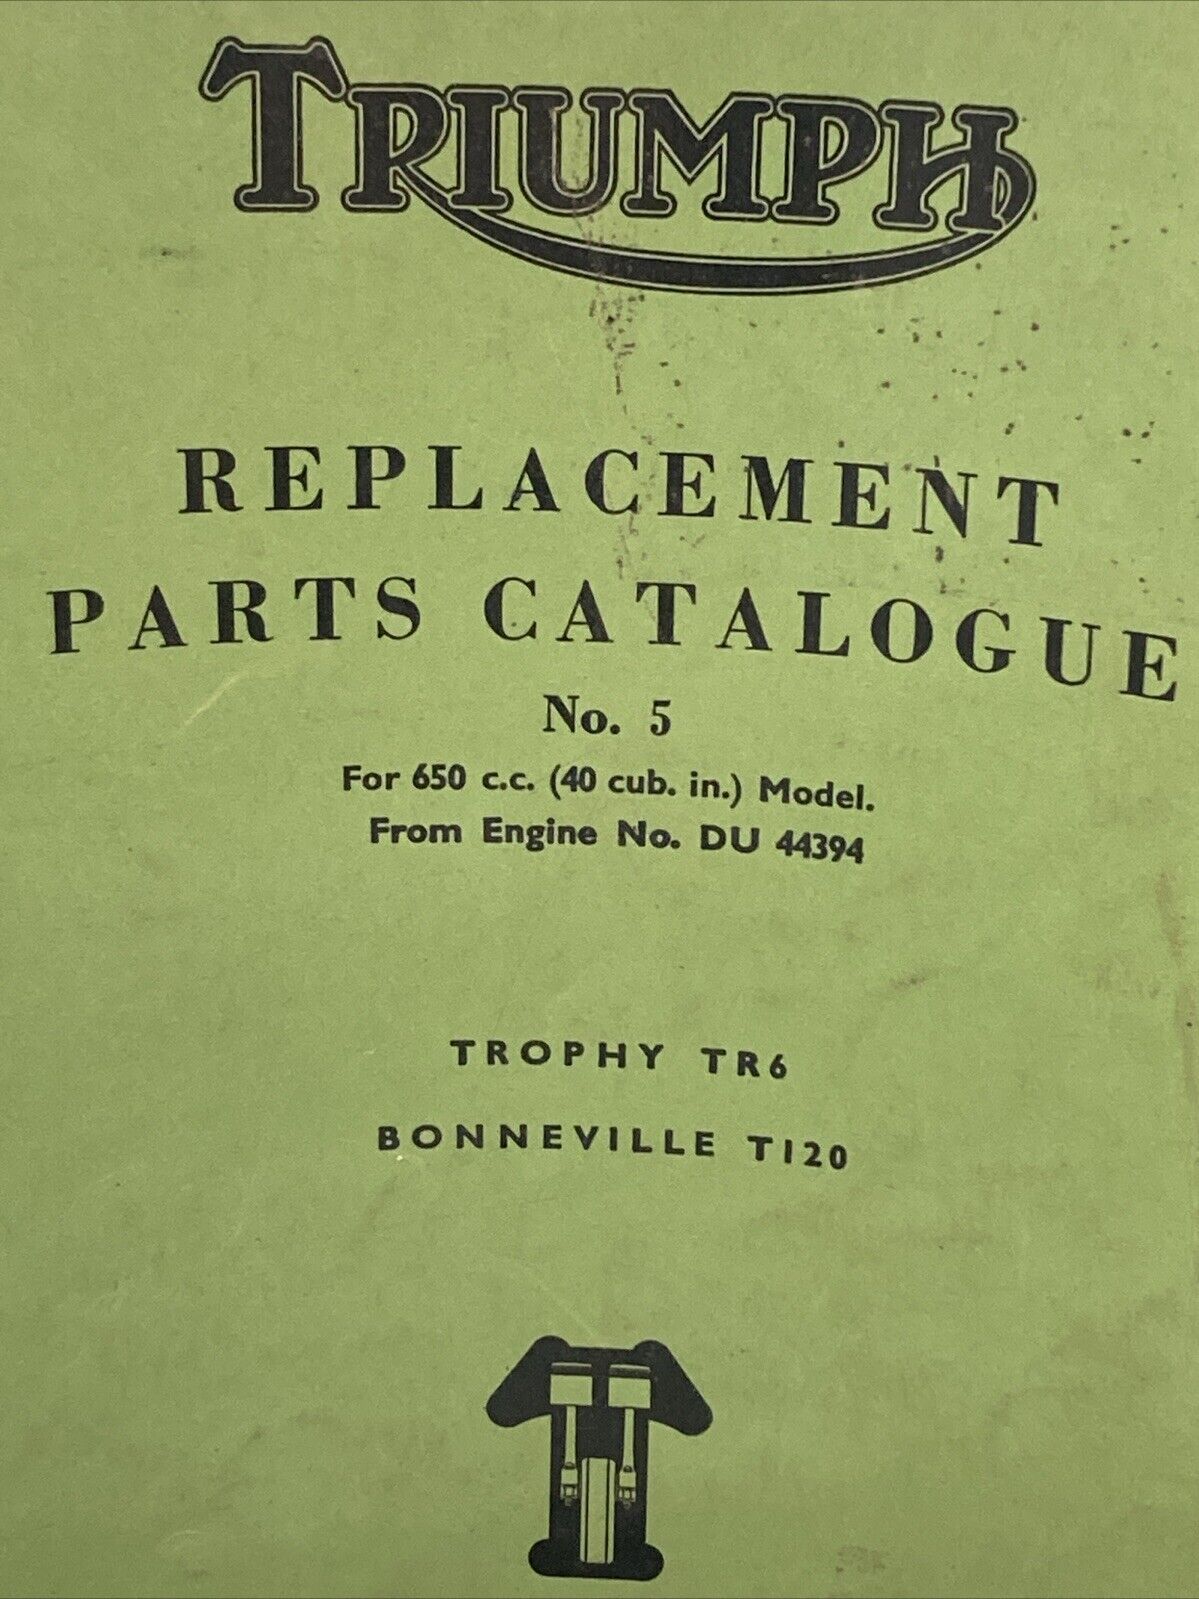 TRIUMPH
REPLACEMENT
PARTS CATALOGUE
No. 5
For 650 c.c. (40 cub. in.) Model.
From Engine No. DU 44394
TROPHY TR6
BONNEVILLE T120